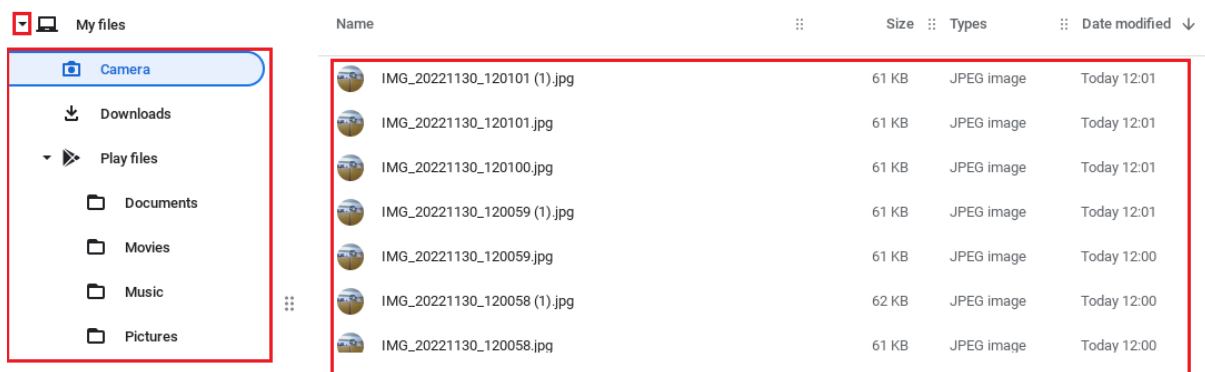 My files
Camera
Downloads
Play files
Documents
Movies
Music
Pictures
Name Size Types Date modified
IMG_20221130_120101 (1).jpg 61 KB JPEG image Today 12:01
IMG_20221130_120101.jpg 61 KB JPEG image Today 12:01
IMG_20221130_120100.jpg 61 KB JPEG image Today 12:01
IMG_20221130_120059 (1).jpg 61 KB JPEG image Today 12:01
IMG_20221130_120059.jpg 61 KB JPEG image Today 12:00
IMG_20221130_120058 (1).jpg 62 KB JPEG image Today 12:00
IMG_20221130_120058.jpg 61 KB JPEG image Today 12:00